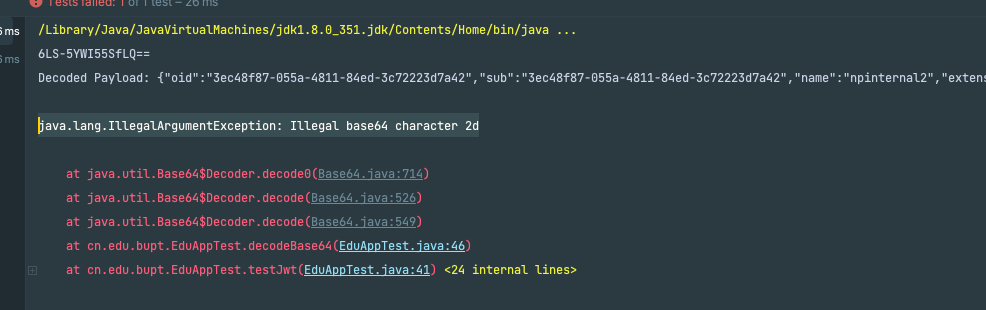 Tests failed: 1 of 1 test – 26 ms
/Library/Java/JavaVirtualMachines/jdk1.8.0_351.jdk/Contents/Home/bin/java ...
6 ms
6LS-5YWI55SfLQ==
6 ms
Decoded Payload: {"oid":"3ec48f87-055a-4811-84ed-3c72223d7a42","sub":"3ec48f87-055a-4811-84ed-3c72223d7a42","name":"npinternal2","extens
java.lang.IllegalArgumentException: Illegal base64 character 2d
at java.util.Base64$Decoder.decode0(Base64.java:714)
at java.util.Base64$Decoder.decode(Base64.java:526)
at java.util.Base64$Decoder.decode(Base64.java:549)
at cn.edu.bupt.EduAppTest.decodeBase64(EduAppTest.java:46)
at cn.edu.bupt.EduAppTest.testJwt(EduAppTest.java:41) <24 internal lines>